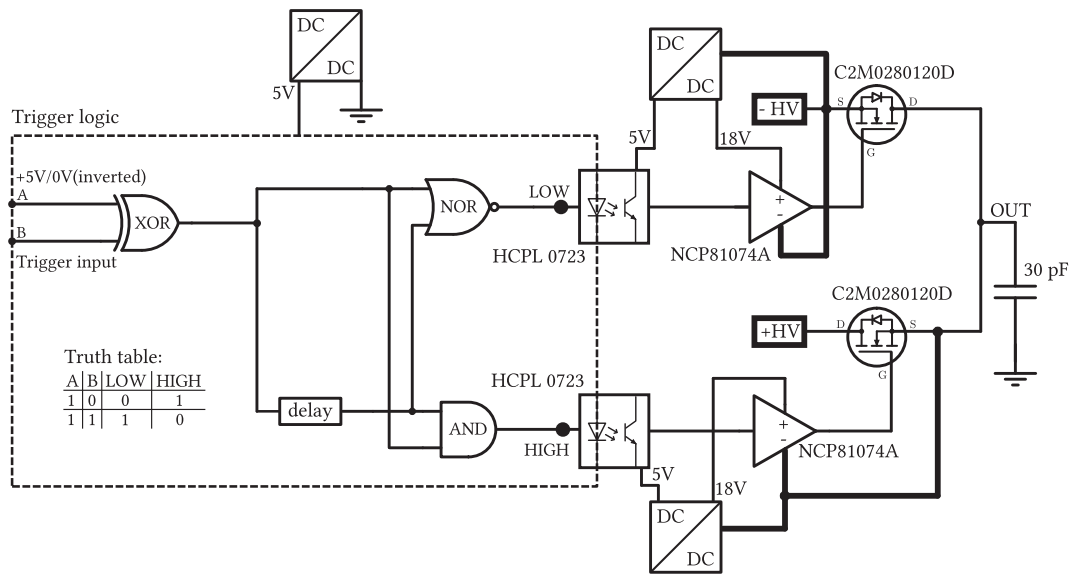 DC
DC
5V
Trigger logic
+5V/0V(inverted)
A
XOR
B
Trigger input
NOR
LOW
HCPL 0723
DC
DC
5V
18V
- HV
C2M0280120D
S
D
G
+
-
NCP81074A
OUT
30 pF
C2M0280120D
+HV
D
S
G
Truth table:
A B LOW HIGH
1 0 0 1
1 1 1 0
delay
AND
HIGH
HCPL 0723
+
-
NCP81074A
5V
18V
DC
DC